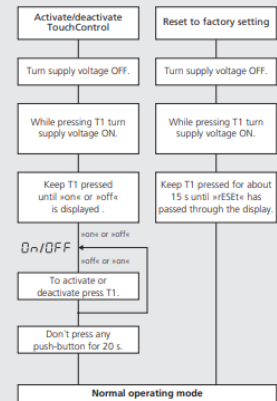 Activate/deactivate
TouchControl
Turn supply voltage OFF.
While pressing T1 turn
supply voltage ON.
Keep T1 pressed
until »on« or »off«
is displayed .
»on« or »off«
On/OFF
»off« or »on«
To activate or
deactivate press T1.
Don´t press any
push-button for 20 s.
Reset to factory setting
Turn supply voltage OFF.
While pressing T1 turn
supply voltage ON.
Keep T1 pressed for about
15 s until »rESEt« has
passed through the display.
Normal operating mode